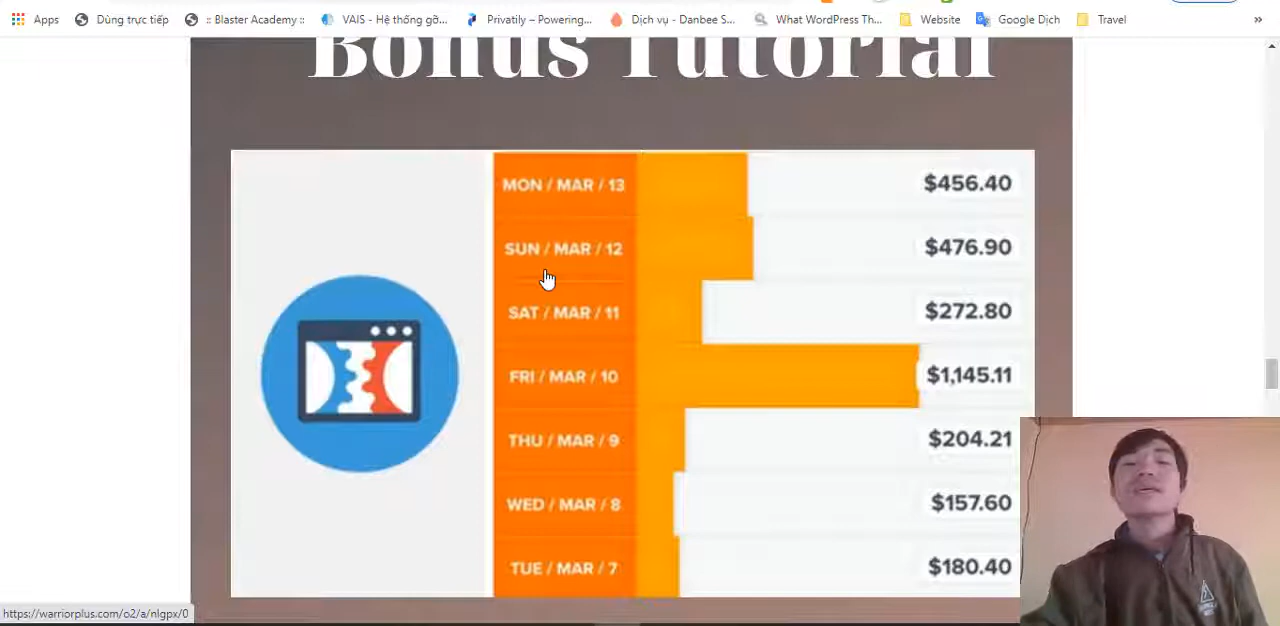 Apps Dùng trực tiếp :: Blaster Academy :: VAIS - Hệ thống gõ... Privatily – Powering... Dịch vụ - Danbee S... What WordPress Th... Website Google Dịch Travel »
Bonus Tutorial
MON / MAR / 13 $456.40
SUN / MAR / 12 $476.90
SAT / MAR / 11 $272.80
FRI / MAR / 10 $1,145.11
THU / MAR / 9 $204.21
WED / MAR / 8 $157.60
TUE / MAR / 7 $180.40
https://warriorplus.com/o2/a/nlgpx/0